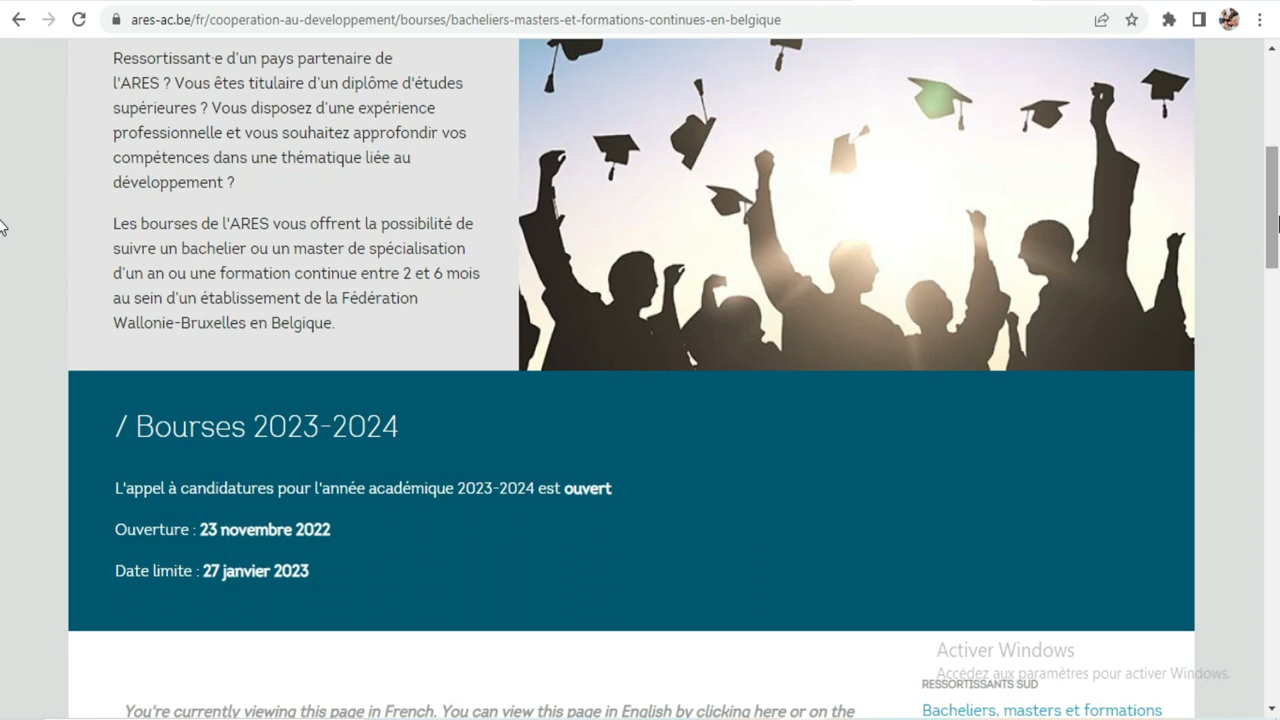 ares-ac.be/fr/cooperation-au-developpement/bourses/bacheliers-masters-et-formations-continues-en-belgique
Ressortissant·e d'un pays partenaire de
l'ARES ? Vous êtes titulaire d'un diplôme d'études
supérieures ? Vous disposez d'une expérience
professionnelle et vous souhaitez approfondir vos
compétences dans une thématique liée au
développement ?
Les bourses de l'ARES vous offrent la possibilité de
suivre un bachelier ou un master de spécialisation
d'un an ou une formation continue entre 2 et 6 mois
au sein d'un établissement de la Fédération
Wallonie-Bruxelles en Belgique.
/ Bourses 2023-2024
L'appel à candidatures pour l'année académique 2023-2024 est ouvert
Ouverture : 23 novembre 2022
Date limite : 27 janvier 2023
Activer Windows
Accédez aux paramètres pour activer Windows.
RESSORTISSANTS SUD
Bacheliers, masters et formations
You're currently viewing this page in French. You can view this page in English by clicking here or on the